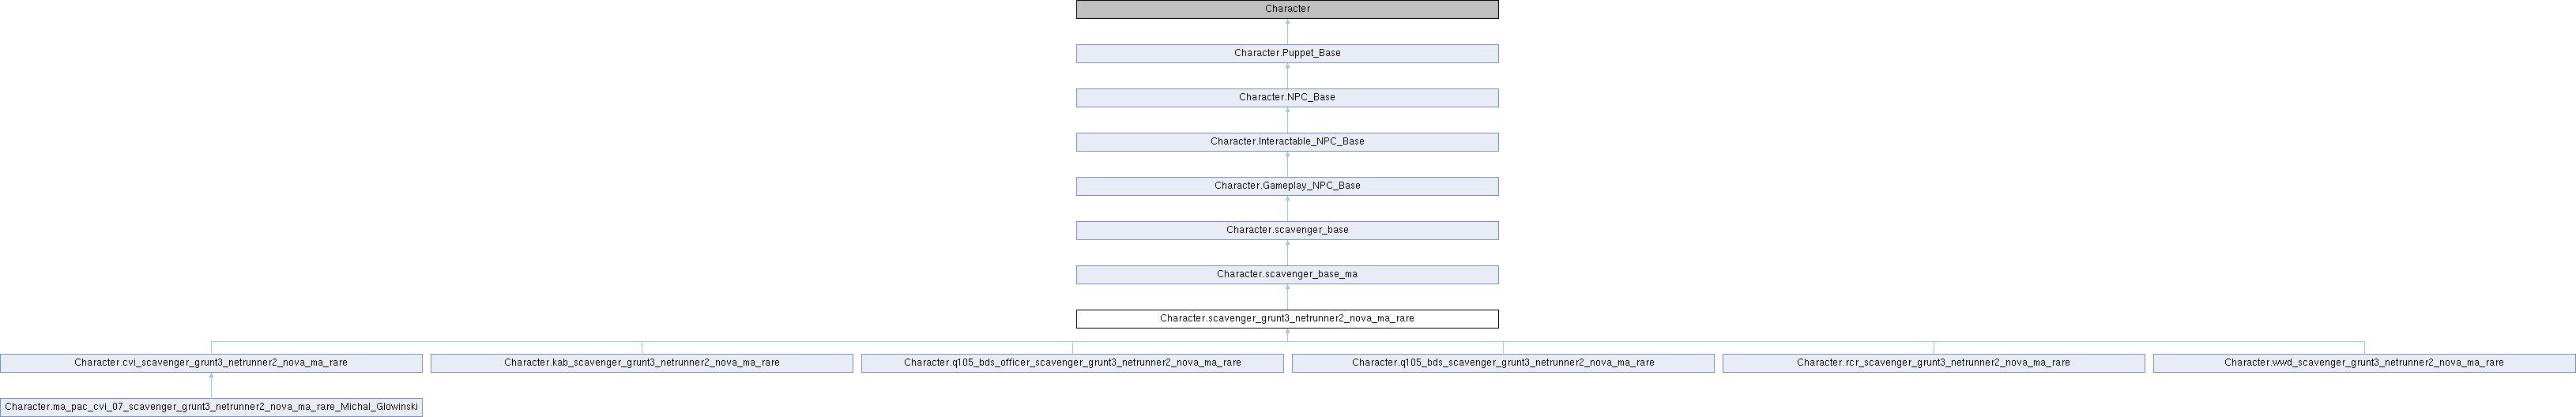 Character
Character.Puppet_Base
Character.NPC_Base
Character.Interactable_NPC_Base
Character.Gameplay_NPC_Base
Character.scavenger_base
Character.scavenger_base_ma
Character.scavenger_grunt3_netrunner2_nova_ma_rare
Character.cvi_scavenger_grunt3_netrunner2_nova_ma_rare
Character.kab_scavenger_grunt3_netrunner2_nova_ma_rare
Character.q105_bds_officer_scavenger_grunt3_netrunner2_nova_ma_rare
Character.q105_bds_scavenger_grunt3_netrunner2_nova_ma_rare
Character.rcr_scavenger_grunt3_netrunner2_nova_ma_rare
Character.wwd_scavenger_grunt3_netrunner2_nova_ma_rare
Character.ma_pac_cvi_07_scavenger_grunt3_netrunner2_nova_ma_rare_Michal_Glowinski